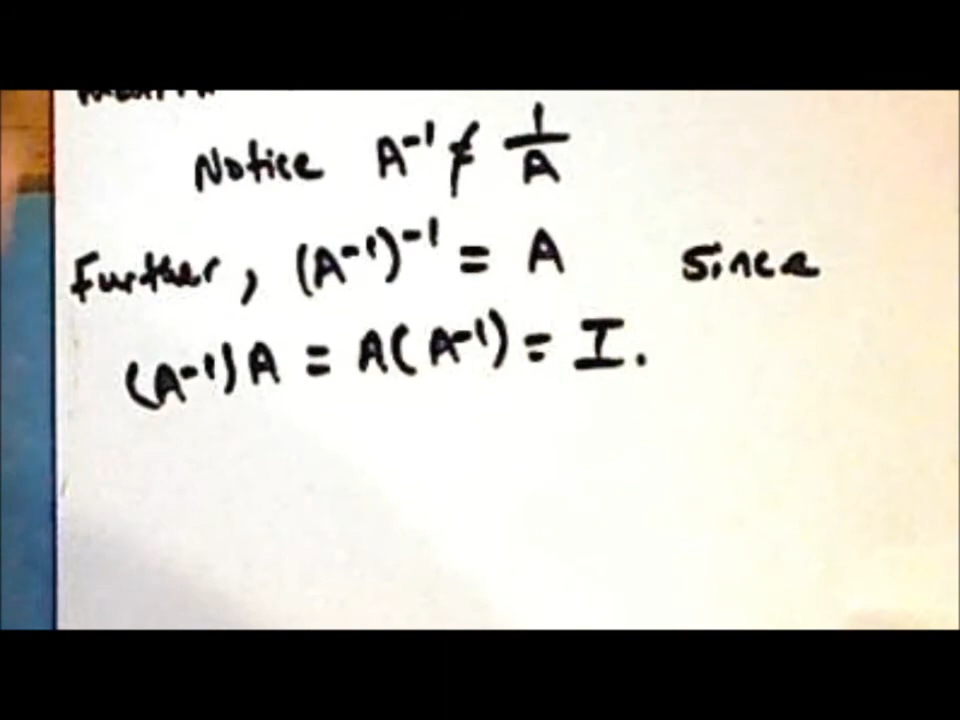 Notice A⁻¹ ≠ 1/A
Further, (A⁻¹)⁻¹ = A since
(A⁻¹)A = A(A⁻¹) = I.